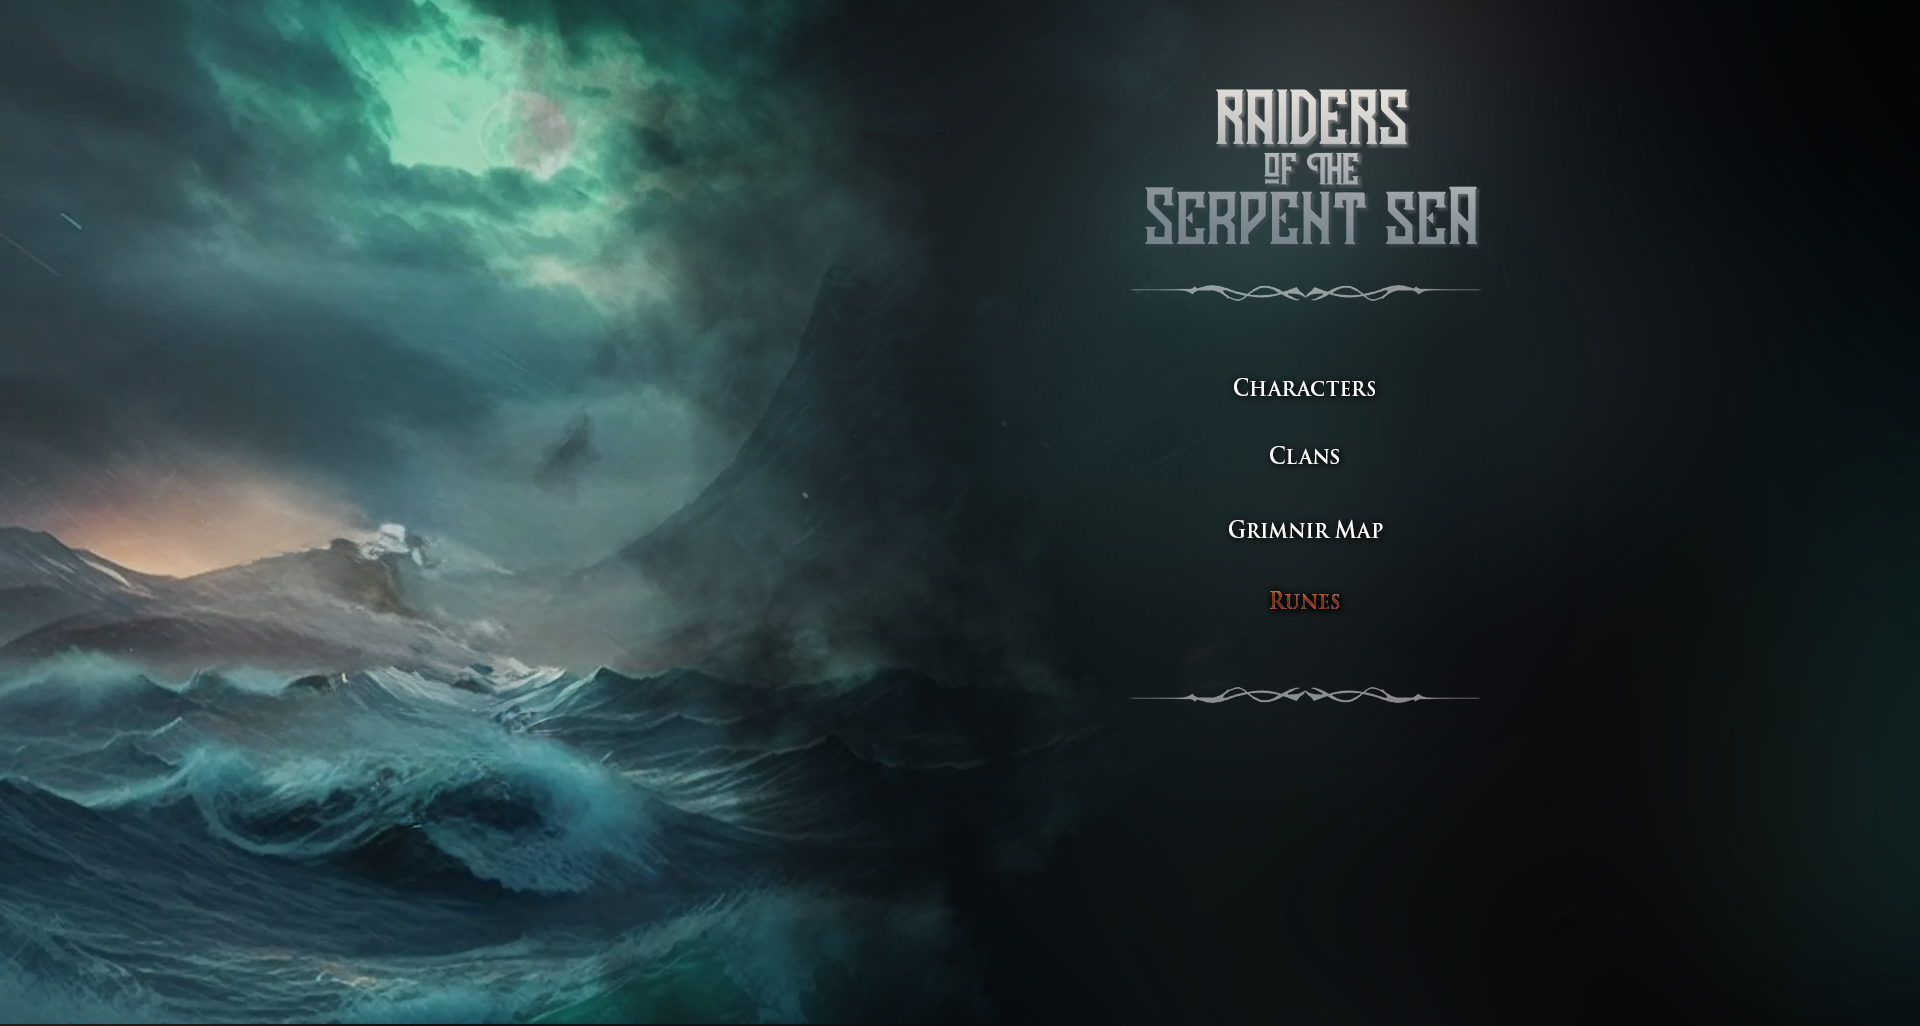 RAIDERS
OF THE
SERPENT SEA
Characters
Clans
Grimnir Map
Runes